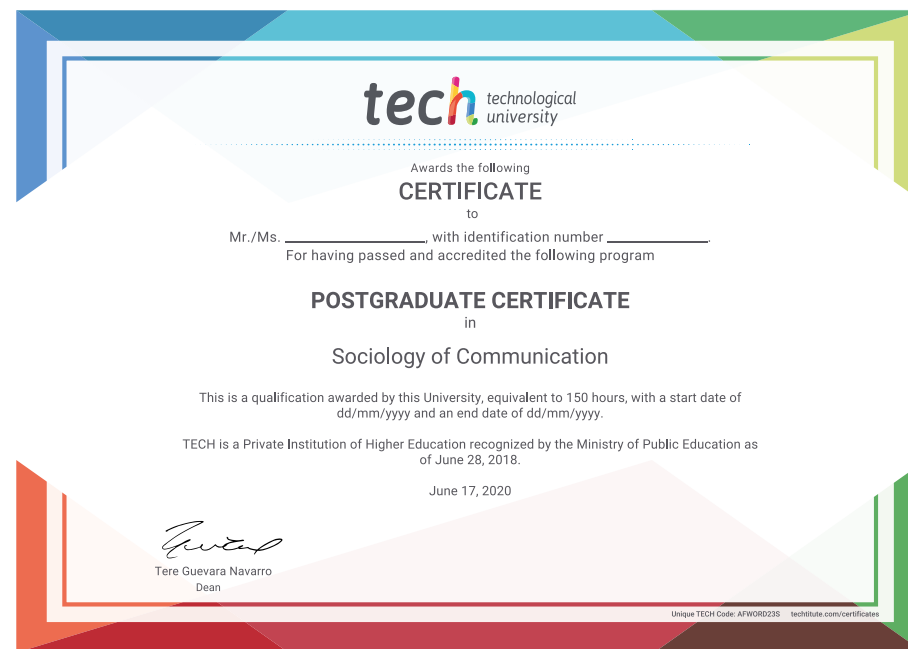 tech technological
university
Awards the following
CERTIFICATE
to
Mr./Ms. ____________________, with identification number __________________.
For having passed and accredited the following program
POSTGRADUATE CERTIFICATE
in
Sociology of Communication
This is a qualification awarded by this University, equivalent to 150 hours, with a start date of
dd/mm/yyyy and an end date of dd/mm/yyyy.
TECH is a Private Institution of Higher Education recognized by the Ministry of Public Education as
of June 28, 2018.
June 17, 2020
Tere Guevara Navarro
Dean
Unique TECH Code: AFWORD23S techtitute.com/certificates